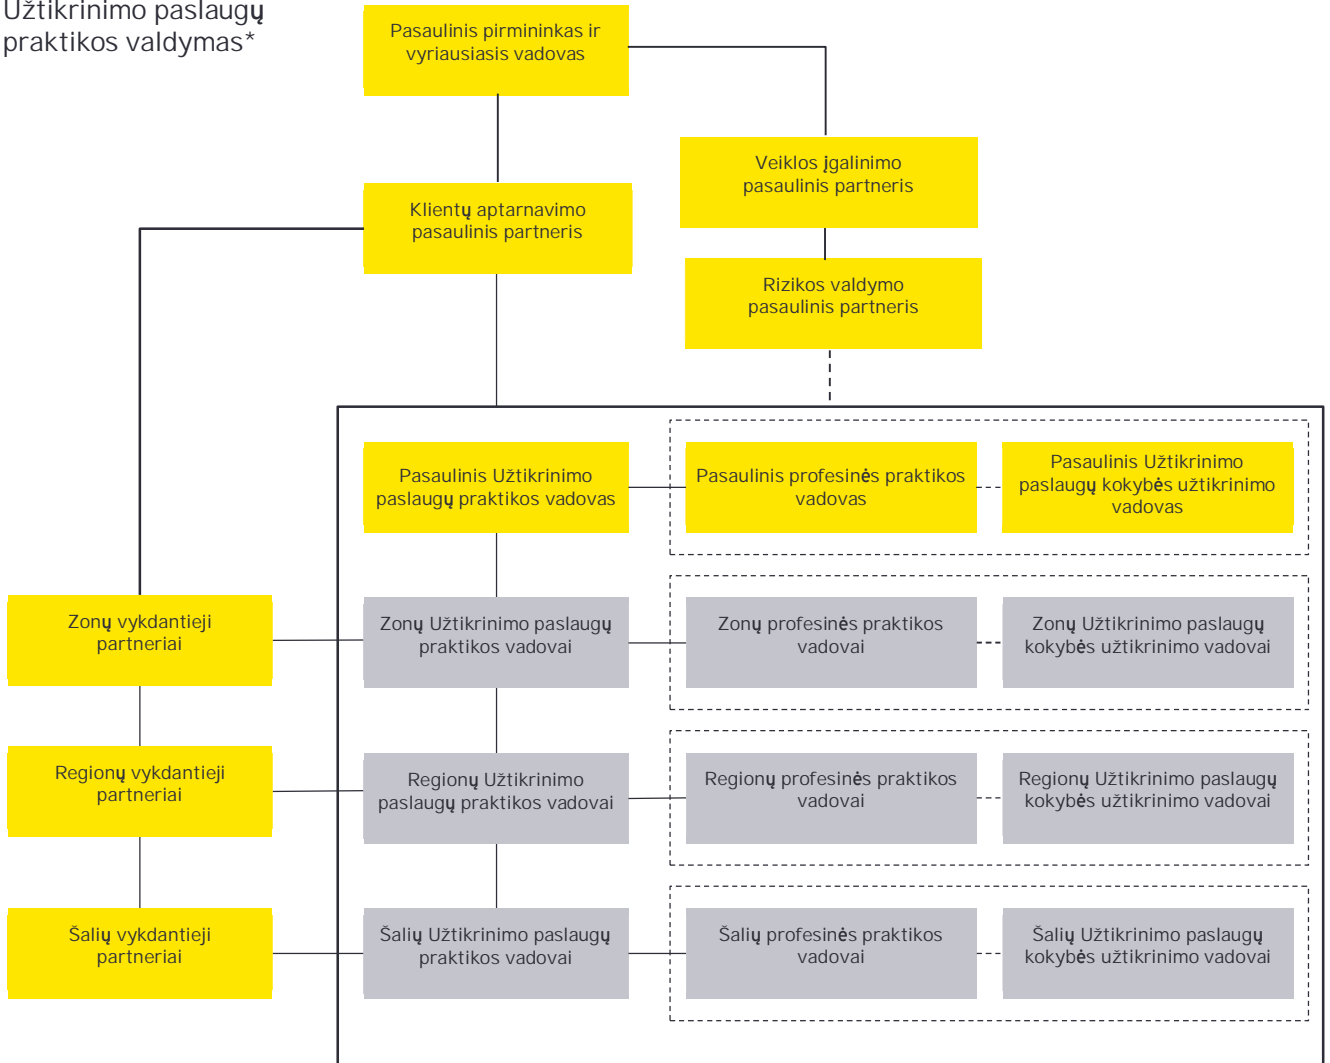 Užtikrinimo paslaugų
praktikos valdymas*
Pasaulinis pirmininkas ir
vyriausiasis vadovas
Veiklos įgalinimo
pasaulinis partneris
Klientų aptarnavimo
pasaulinis partneris
Rizikos valdymo
pasaulinis partneris
Pasaulinis Užtikrinimo
paslaugų praktikos vadovas
Pasaulinis profesinės praktikos
vadovas
Pasaulinis Užtikrinimo
paslaugų kokybės užtikrinimo
vadovas
Zonų vykdantieji
partneriai
Zonų Užtikrinimo paslaugų
praktikos vadovai
Zonų profesinės praktikos
vadovai
Zonų Užtikrinimo paslaugų
kokybės užtikrinimo vadovai
Regionų vykdantieji
partneriai
Regionų Užtikrinimo
paslaugų praktikos vadovai
Regionų profesinės praktikos
vadovai
Regionų Užtikrinimo paslaugų
kokybės užtikrinimo vadovai
Šalių vykdantieji
partneriai
Šalių Užtikrinimo paslaugų
praktikos vadovai
Šalių profesinės praktikos
vadovai
Šalių Užtikrinimo paslaugų
kokybės užtikrinimo vadovai